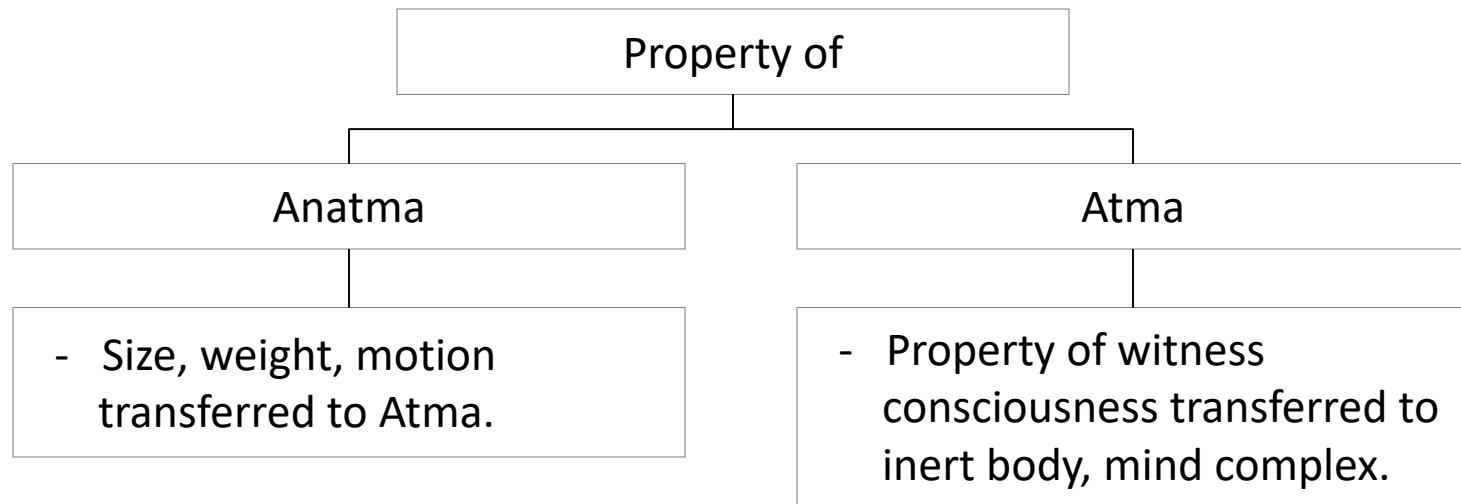 Property of
Anatma
Atma
- Size, weight, motion
transferred to Atma.
- Property of witness
consciousness transferred to
inert body, mind complex.